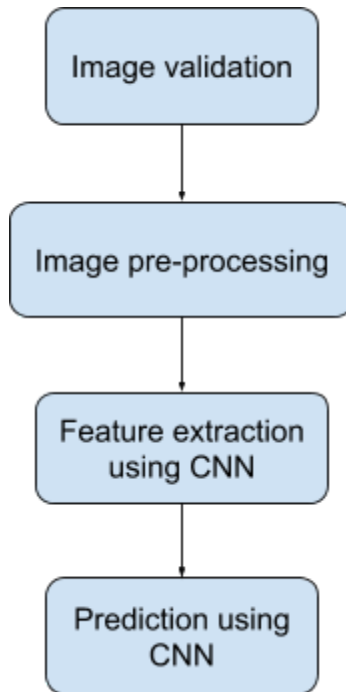 Image validation
Image pre-processing
Feature extraction
using CNN
Prediction using
CNN